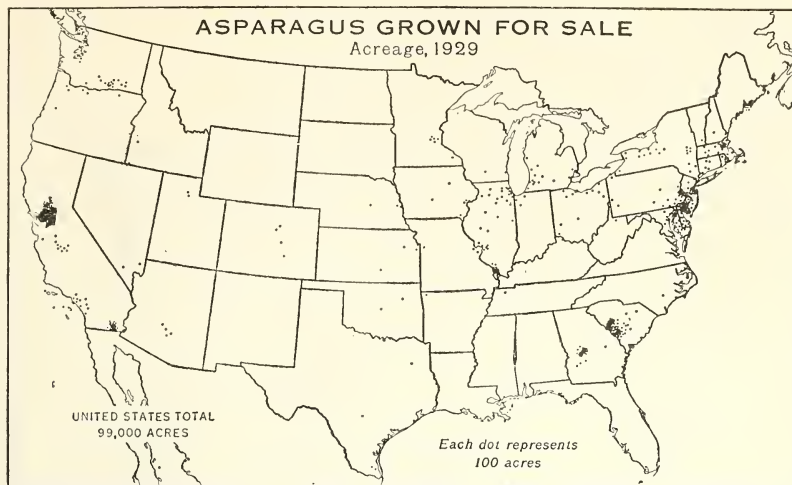 ASPARAGUS GROWN FOR SALE
Acreage, 1929
UNITED STATES TOTAL
99,000 ACRES
Each dot represents
100 acres